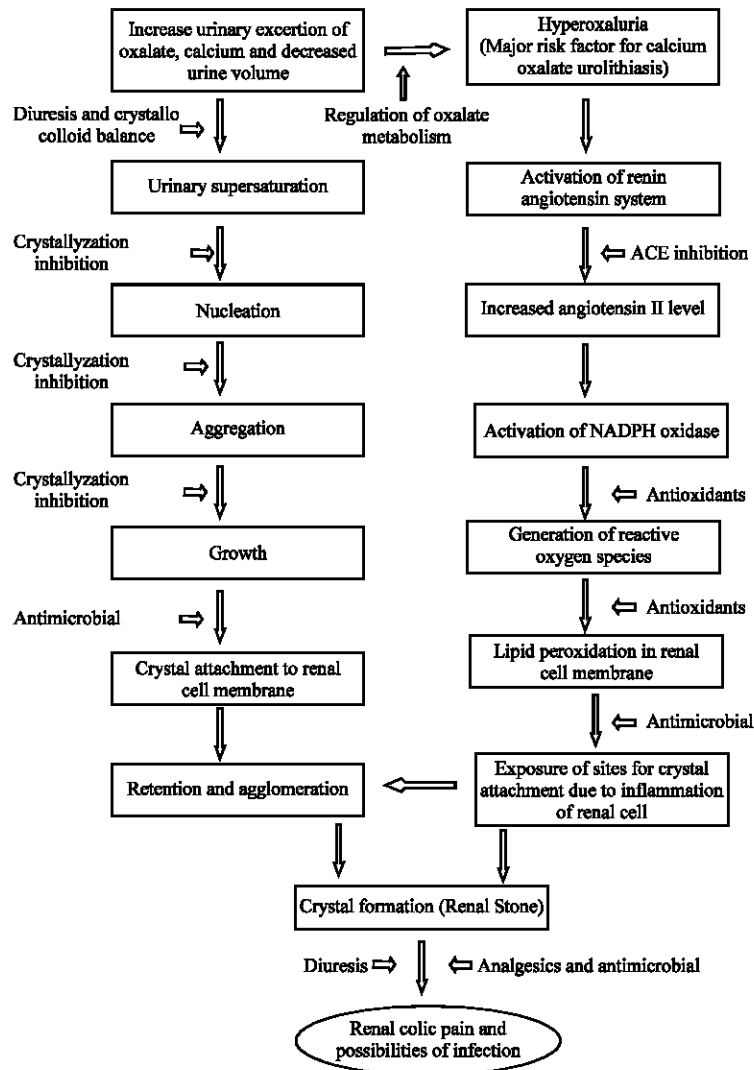 Increase urinary excertion of
oxalate, calcium and decreased
urine volume
Hyperoxaluria
(Major risk factor for calcium
oxalate urolithiasis)
Diuresis and crystallo
colloid balance
Regulation of oxalate
metabolism
Urinary supersaturation
Activation of renin
angiotensin system
Crystallyzation
inhibition
ACE inhibition
Nucleation
Increased angiotensin II level
Crystallyzation
inhibition
Aggregation
Activation of NADPH oxidase
Crystallyzation
inhibition
Antioxidants
Growth
Generation of reactive
oxygen species
Antimicrobial
Antioxidants
Crystal attachment to renal
cell membrane
Lipid peroxidation in renal
cell membrane
Antimicrobial
Retention and agglomeration
Exposure of sites for crystal
attachment due to inflammation
of renal cell
Crystal formation (Renal Stone)
Diuresis
Analgesics and antimicrobial
Renal colic pain and
possibilities of infection